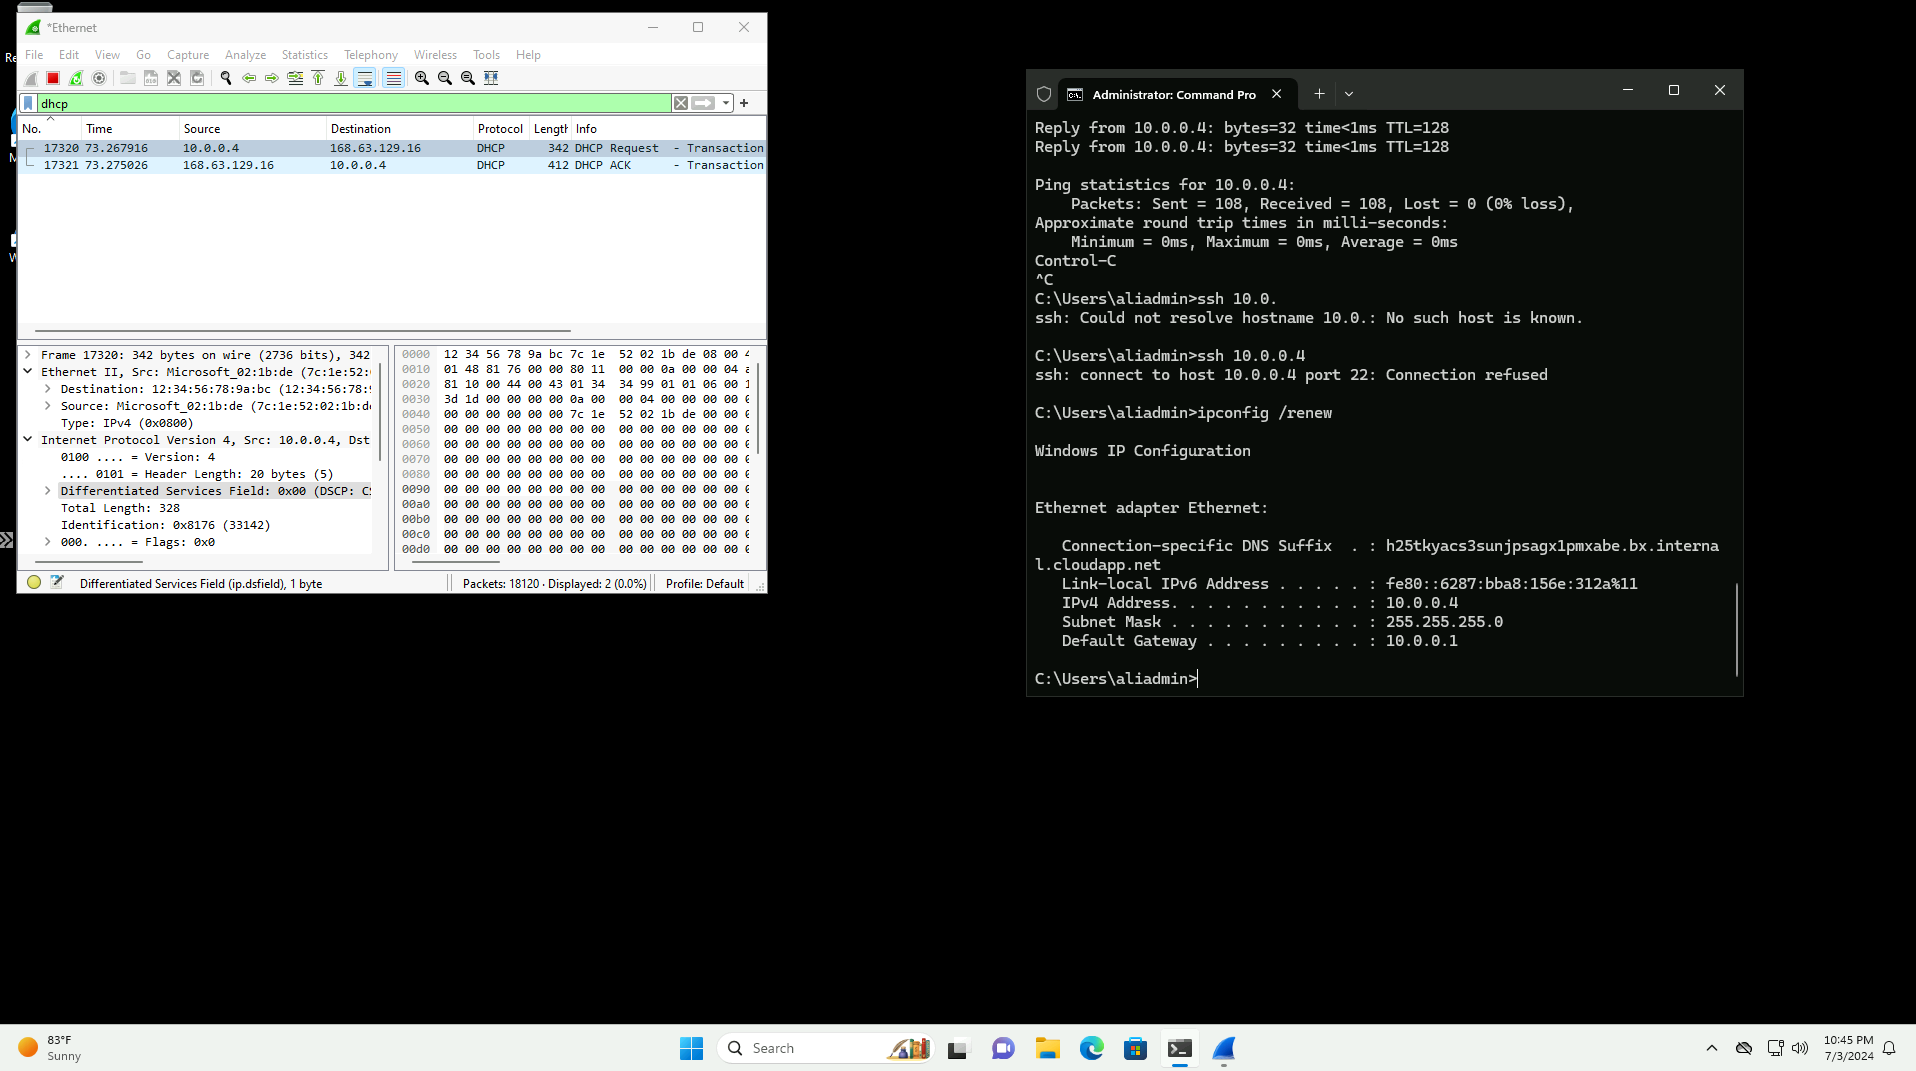 Re
*Ethernet
File Edit View Go Capture Analyze Statistics Telephony Wireless Tools Help
dhcp
No. Time Source Destination Protocol Length Info
17320 73.267916 10.0.0.4 168.63.129.16 DHCP 342 DHCP Request - Transaction
17321 73.275026 168.63.129.16 10.0.0.4 DHCP 412 DHCP ACK - Transaction
Frame 17320: 342 bytes on wire (2736 bits), 342
Ethernet II, Src: Microsoft_02:1b:de (7c:1e:52:
Destination: 12:34:56:78:9a:bc (12:34:56:78:9
Source: Microsoft_02:1b:de (7c:1e:52:02:1b:de
Type: IPv4 (0x0800)
Internet Protocol Version 4, Src: 10.0.0.4, Dst
0100 .... = Version: 4
.... 0101 = Header Length: 20 bytes (5)
Differentiated Services Field: 0x00 (DSCP: CS
Total Length: 328
Identification: 0x8176 (33142)
000. .... = Flags: 0x0
0000 12 34 56 78 9a bc 7c 1e 52 02 1b de 08 00 4
0010 01 48 81 76 00 00 80 11 00 00 0a 00 00 04 a
0020 81 10 00 44 00 43 01 34 34 99 01 01 06 00 1
0030 3d 1d 00 00 00 00 0a 00 00 04 00 00 00 00 0
0040 00 00 00 00 00 00 7c 1e 52 02 1b de 00 00 0
0050 00 00 00 00 00 00 00 00 00 00 00 00 00 00 0
0060 00 00 00 00 00 00 00 00 00 00 00 00 00 00 0
0070 00 00 00 00 00 00 00 00 00 00 00 00 00 00 0
0080 00 00 00 00 00 00 00 00 00 00 00 00 00 00 0
0090 00 00 00 00 00 00 00 00 00 00 00 00 00 00 0
00a0 00 00 00 00 00 00 00 00 00 00 00 00 00 00 0
00b0 00 00 00 00 00 00 00 00 00 00 00 00 00 00 0
00c0 00 00 00 00 00 00 00 00 00 00 00 00 00 00 0
00d0 00 00 00 00 00 00 00 00 00 00 00 00 00 00 0
Differentiated Services Field (ip.dsfield), 1 byte
Packets: 18120 · Displayed: 2 (0.0%)
Profile: Default
Administrator: Command Pro
Reply from 10.0.0.4: bytes=32 time<1ms TTL=128
Reply from 10.0.0.4: bytes=32 time<1ms TTL=128
Ping statistics for 10.0.0.4:
Packets: Sent = 108, Received = 108, Lost = 0 (0% loss),
Approximate round trip times in milli-seconds:
Minimum = 0ms, Maximum = 0ms, Average = 0ms
Control-C
^C
C:\Users\aliadmin>ssh 10.0.
ssh: Could not resolve hostname 10.0.: No such host is known.
C:\Users\aliadmin>ssh 10.0.0.4
ssh: connect to host 10.0.0.4 port 22: Connection refused
C:\Users\aliadmin>ipconfig /renew
Windows IP Configuration
Ethernet adapter Ethernet:
Connection-specific DNS Suffix . : h25tkyacs3sunjpsagx1pmxabe.bx.interna
l.cloudapp.net
Link-local IPv6 Address . . . . . : fe80::6287:bba8:156e:312a%11
IPv4 Address. . . . . . . . . . . : 10.0.0.4
Subnet Mask . . . . . . . . . . . : 255.255.255.0
Default Gateway . . . . . . . . . : 10.0.0.1
C:\Users\aliadmin>
83°F
Sunny
Search
10:45 PM
7/3/2024